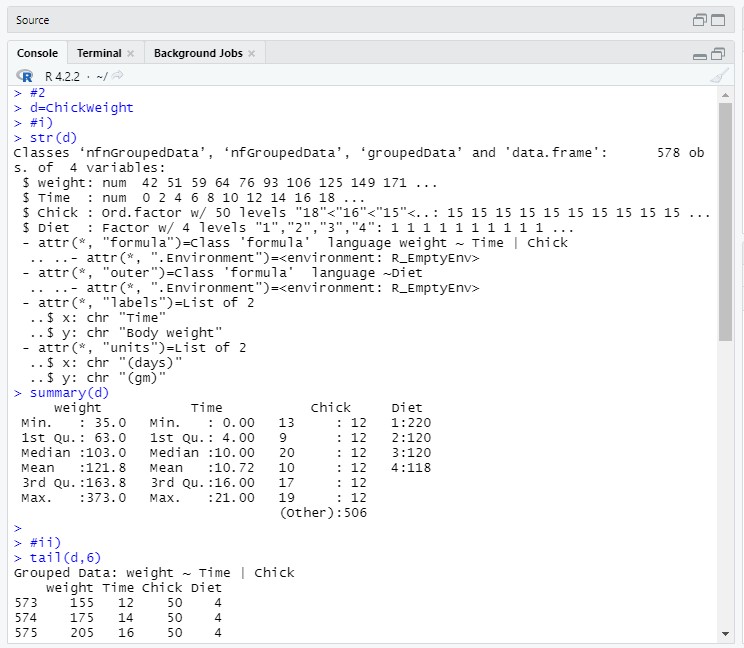 Source
Console Terminal × Background Jobs ×
R 4.2.2 · ~/
> #2
> d=ChickWeight
> #i)
> str(d)
Classes ‘nfnGroupedData’, ‘nfGroupedData’, ‘groupedData’ and 'data.frame':	578 ob
s. of  4 variables:
 $ weight: num  42 51 59 64 76 93 106 125 149 171 ...
 $ Time  : num  0 2 4 6 8 10 12 14 16 18 ...
 $ Chick : Ord.factor w/ 50 levels "18"<"16"<"15"<..: 15 15 15 15 15 15 15 15 15 15 ...
 $ Diet  : Factor w/ 4 levels "1","2","3","4": 1 1 1 1 1 1 1 1 1 1 ...
 - attr(*, "formula")=Class 'formula'  language weight ~ Time | Chick
  .. ..- attr(*, ".Environment")=<environment: R_EmptyEnv>
 - attr(*, "outer")=Class 'formula'  language ~Diet
  .. ..- attr(*, ".Environment")=<environment: R_EmptyEnv>
 - attr(*, "labels")=List of 2
  ..$ x: chr "Time"
  ..$ y: chr "Body weight"
 - attr(*, "units")=List of 2
  ..$ x: chr "(days)"
  ..$ y: chr "(gm)"
> summary(d)
     weight           Time           Chick     Diet
 Min.   : 35.0   Min.   : 0.00   13     : 12   1:220
 1st Qu.: 63.0   1st Qu.: 4.00   9      : 12   2:120
 Median :103.0   Median :10.00   20     : 12   3:120
 Mean   :121.8   Mean   :10.72   10     : 12   4:118
 3rd Qu.:163.8   3rd Qu.:16.00   17     : 12
 Max.   :373.0   Max.   :21.00   19     : 12
                                 (Other):506
>
> #ii)
> tail(d,6)
Grouped Data: weight ~ Time | Chick
    weight Time Chick Diet
573    155   12    50    4
574    175   14    50    4
575    205   16    50    4